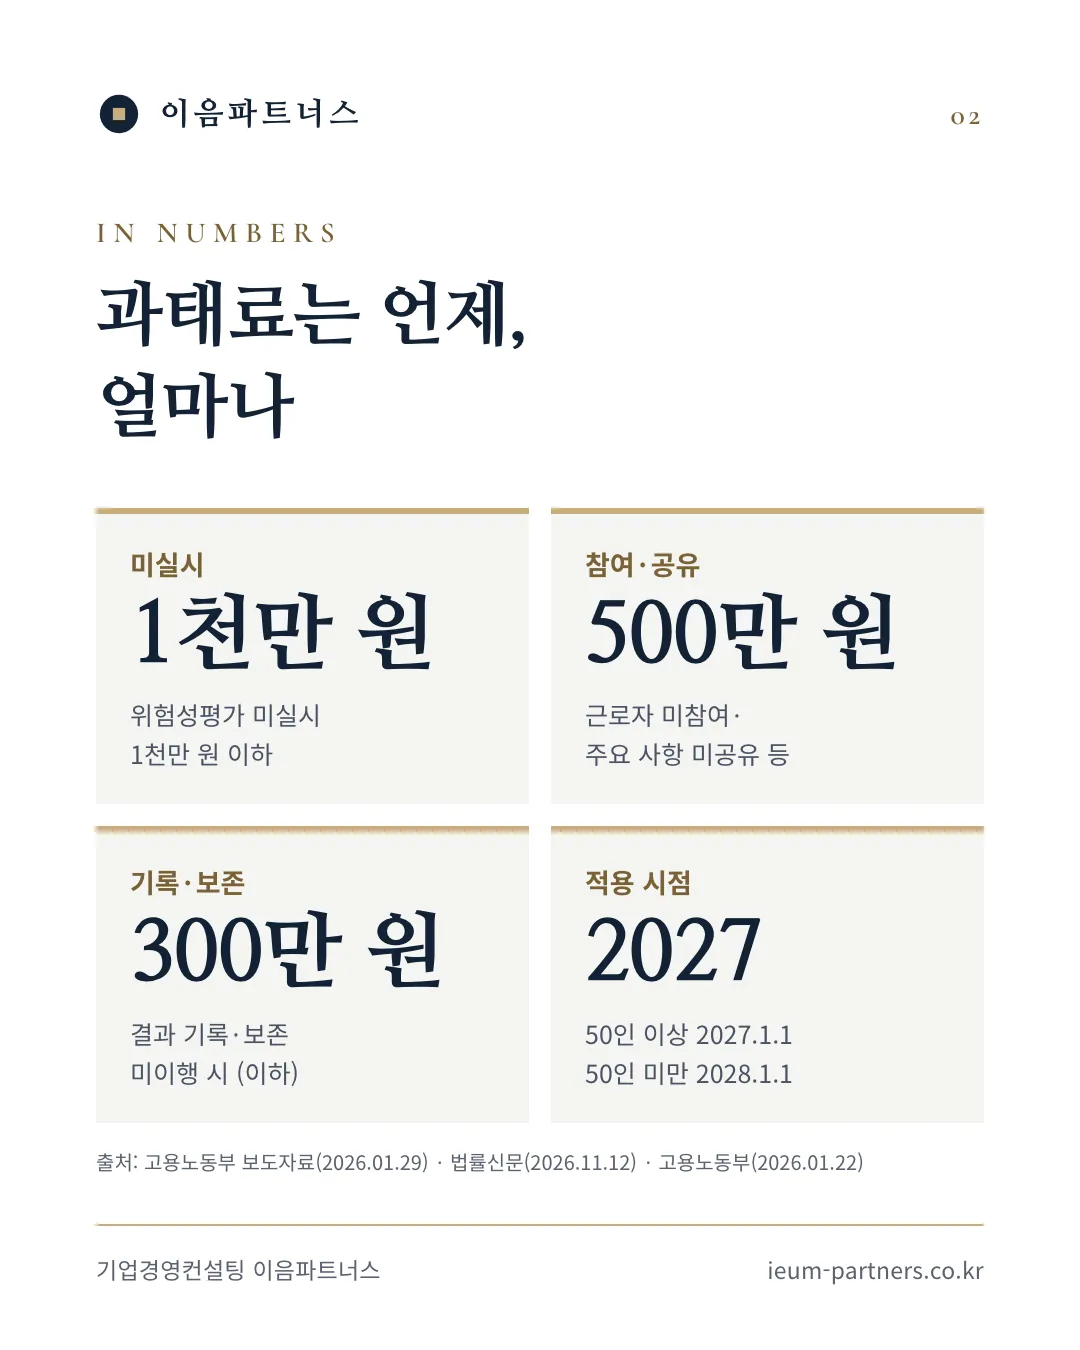 이음파트너스
02
IN NUMBERS
과태료는 언제,
얼마나
미실시
1천만 원
위험성평가 미실시
1천만 원 이하
참여·공유
500만 원
근로자 미참여·
주요 사항 미공유 등
기록·보존
300만 원
결과 기록·보존
미이행 시 (이하)
적용 시점
2027
50인 이상 2027.1.1
50인 미만 2028.1.1
출처: 고용노동부 보도자료(2026.01.29) · 법률신문(2026.11.12) · 고용노동부(2026.01.22)
기업경영컨설팅 이음파트너스
ieum-partners.co.kr